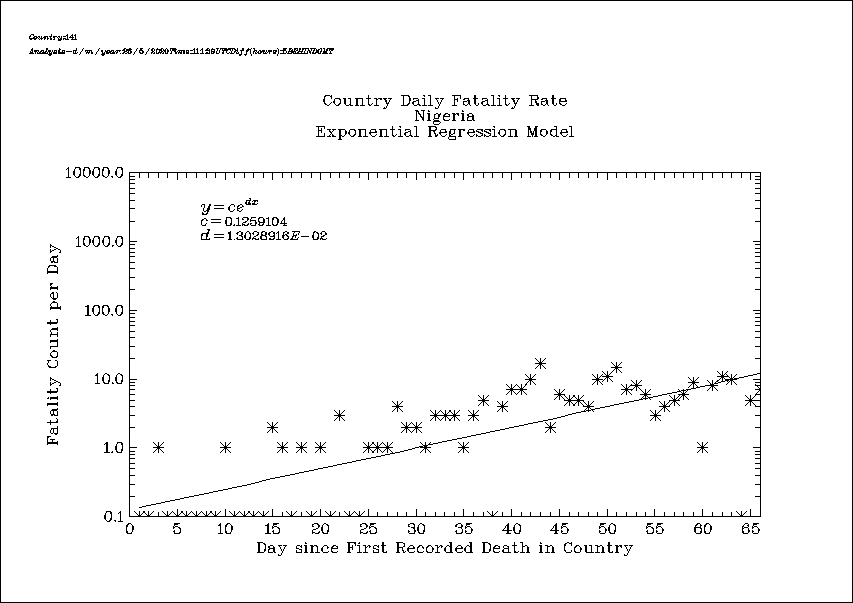 Country:141
Analysis-d/m/year:25/5/2020Time:11:29UTCDiff(hours):5BEHINDGMT
Country Daily Fatality Rate
Nigeria
Exponential Regression Model
y=ce^dx
c=0.1259104
d=1.3028916E-02
Fatality Count per Day
10000.0
1000.0
100.0
10.0
1.0
0.1
0 5 10 15 20 25 30 35 40 45 50 55 60 65
Day since First Recorded Death in Country